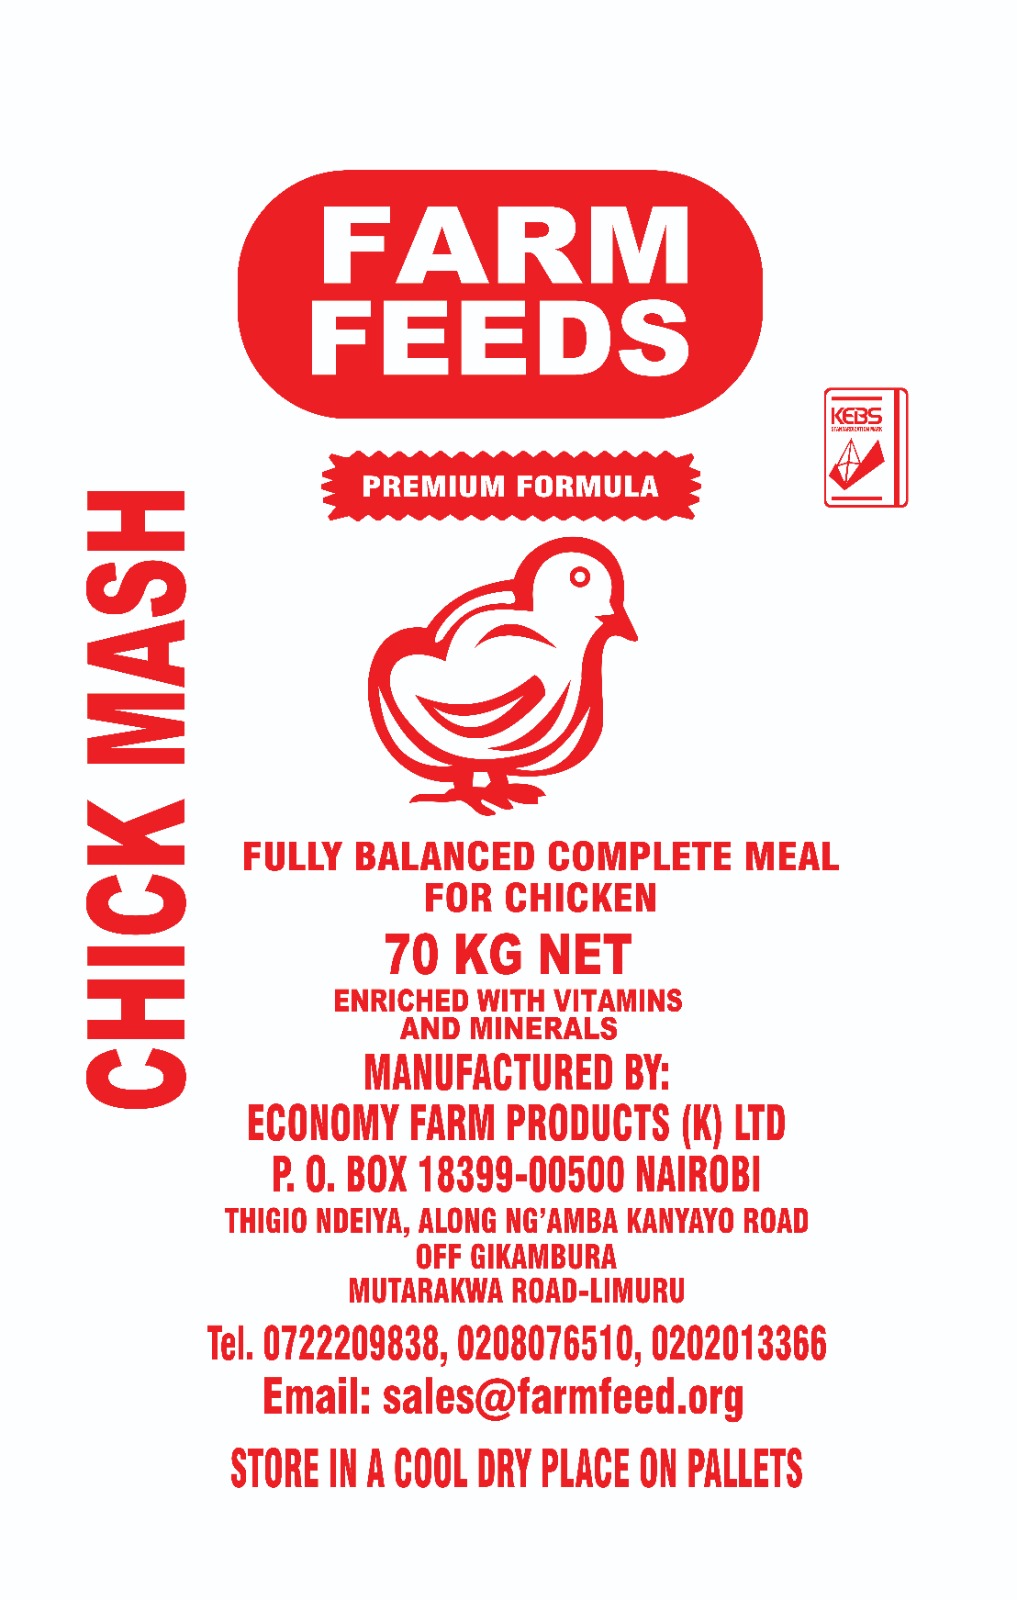 FARM
FEEDS
KEBS
STANDARDIZATION MARK
PREMIUM FORMULA
CHICK MASH
FULLY BALANCED COMPLETE MEAL
FOR CHICKEN
70 KG NET
ENRICHED WITH VITAMINS
AND MINERALS
MANUFACTURED BY:
ECONOMY FARM PRODUCTS (K) LTD
P. O. BOX 18399-00500 NAIROBI
THIGIO NDEIYA, ALONG NG’AMBA KANYAYO ROAD
OFF GIKAMBURA
MUTARAKWA ROAD-LIMURU
Tel. 0722209838, 0208076510, 0202013366
Email: sales@farmfeed.org
STORE IN A COOL DRY PLACE ON PALLETS